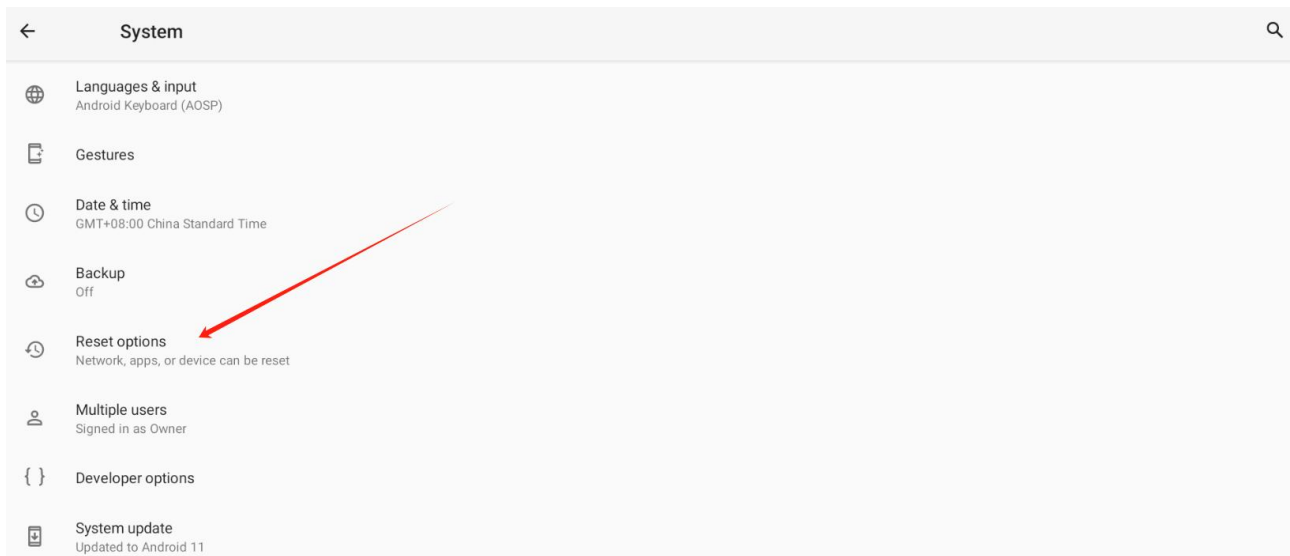 System
Languages & input
Android Keyboard (AOSP)
Gestures
Date & time
GMT+08:00 China Standard Time
Backup
Off
Reset options
Network, apps, or device can be reset
Multiple users
Signed in as Owner
Developer options
System update
Updated to Android 11